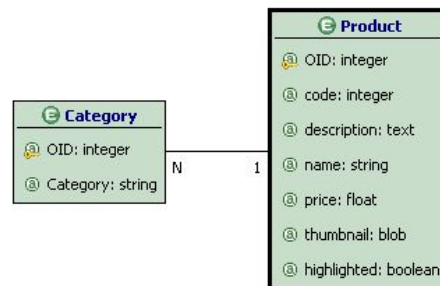 Category
OID: integer
Category: string
N
1
Product
OID: integer
code: integer
description: text
name: string
price: float
thumbnail: blob
highlighted: boolean